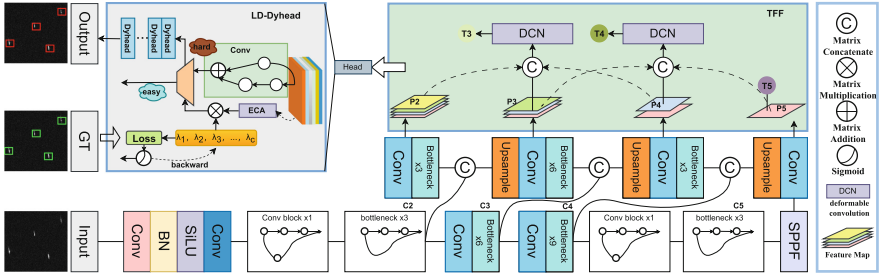 Output
Dyhead
Dyhead
Dyhead
LD-Dyhead
hard
Conv
easy
ECA
Loss
λ1, λ2, λ3, ..., λc
backward
GT
Head
TFF
T3
DCN
T4
DCN
C
C
T5
P2
P3
P4
P5
C
Matrix
Concatenate
Matrix
Multiplication
Matrix
Addition
Sigmoid
DCN
deformable
convolution
Feature Map
Conv
Bottleneck
x3
C
Upsample
Conv
Bottleneck
x6
C
Upsample
Conv
Bottleneck
x3
C
Upsample
Conv
C2
C3
C4
C5
Input
Conv
BN
SiLU
Conv
Conv block x1
bottleneck x3
Conv
Bottleneck
x6
Conv
Bottleneck
x9
Conv block x1
bottleneck x3
SPPF